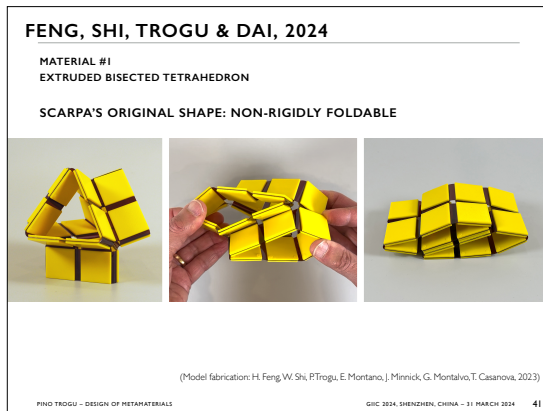 FENG, SHI, TROGU & DAI, 2024
MATERIAL #1
EXTRUDED BISECTED TETRAHEDRON
SCARPA'S ORIGINAL SHAPE: NON-RIGIDLY FOLDABLE
(Model fabrication: H. Feng, W. Shi, P. Trogu, E. Montano, J. Minnick, G. Montalvo, T. Casanova, 2023)
PINO TROGU – DESIGN OF METAMATERIALS
GIIC 2024, SHENZHEN, CHINA – 31 MARCH 2024 41